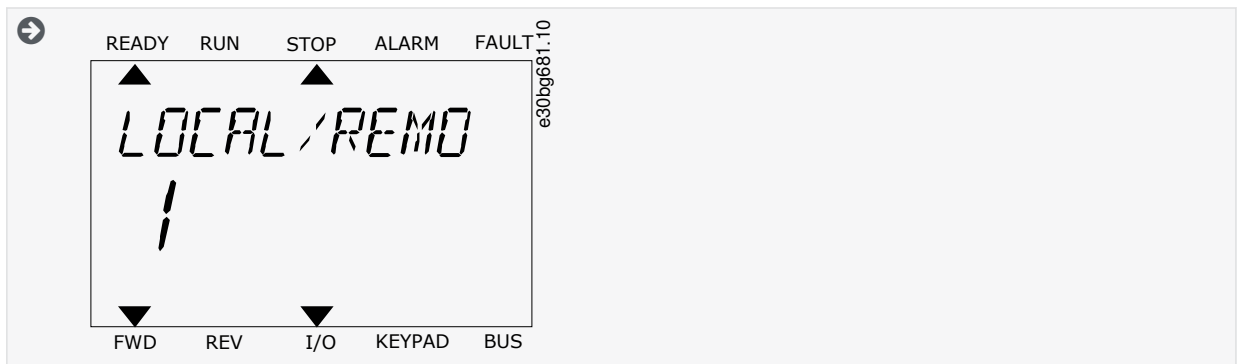 READY RUN STOP ALARM FAULT
LOCAL/REMO
1
FWD REV I/O KEYPAD BUS
e30bg681.10